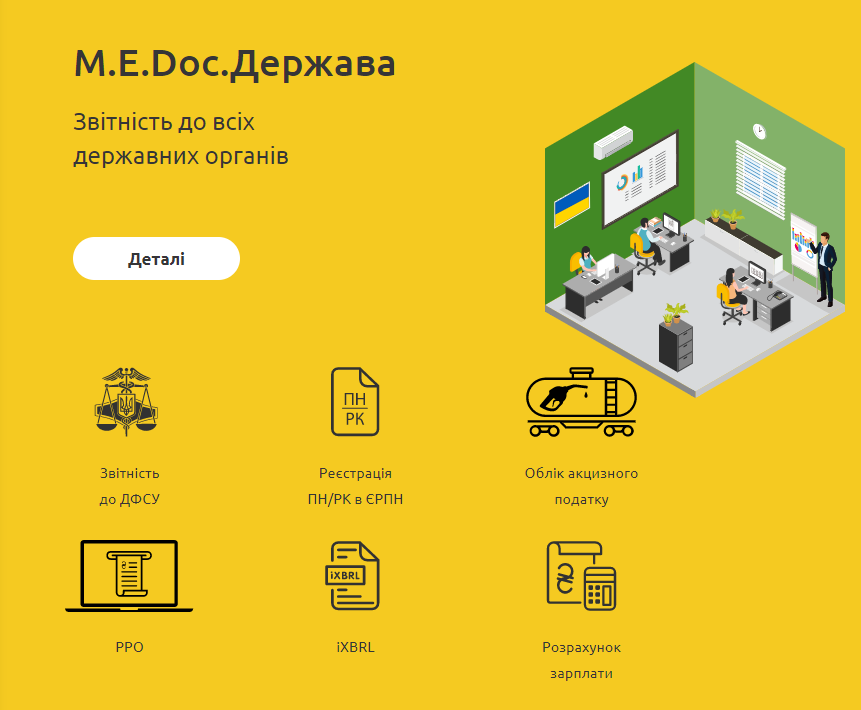 M.E.Doc.Держава
Звітність до всіх
державних органів
Деталі
ПН
РК
Звітність
до ДФСУ
Реєстрація
ПН/РК в ЄРПН
Облік акцизного
податку
iXBRL
РРО
iXBRL
Розрахунок
зарплати